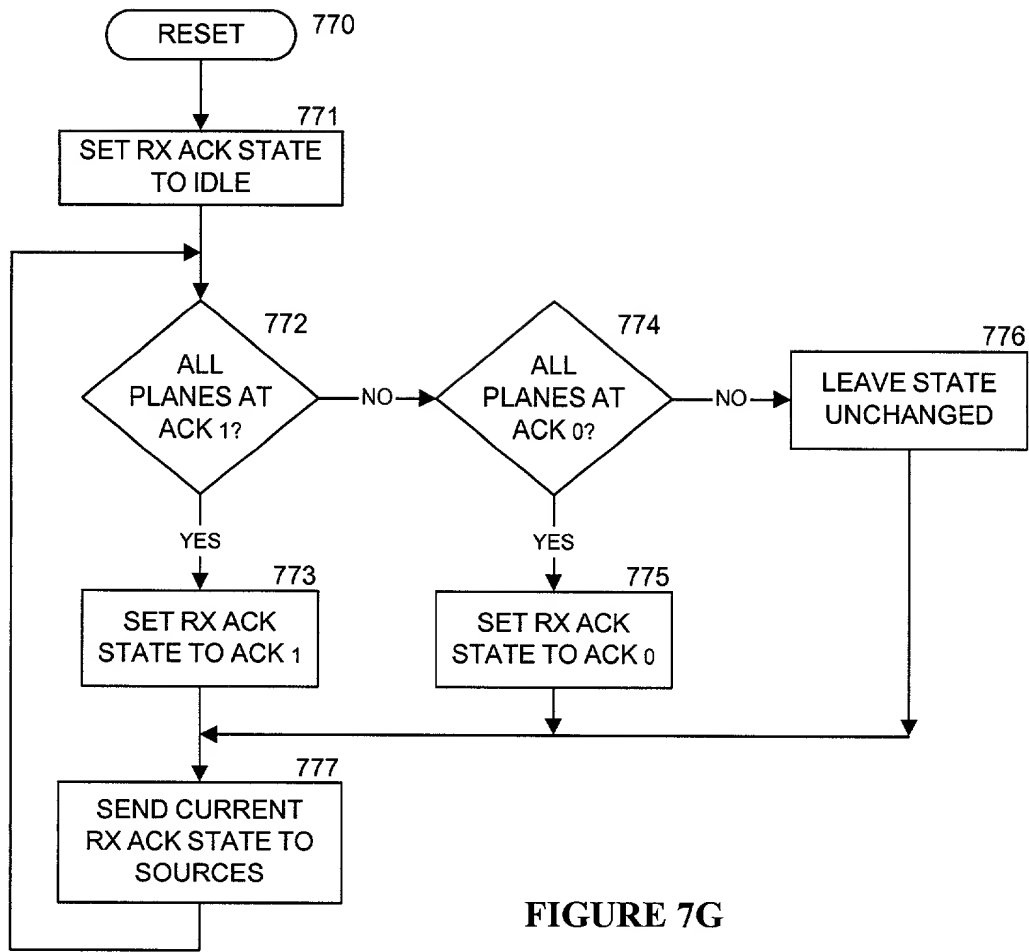 RESET
770
771
SET RX ACK STATE
TO IDLE
772
ALL
PLANES AT
ACK 1?
NO
774
ALL
PLANES AT
ACK 0?
NO
776
LEAVE STATE
UNCHANGED
YES
773
SET RX ACK
STATE TO ACK 1
YES
775
SET RX ACK
STATE TO ACK 0
777
SEND CURRENT
RX ACK STATE TO
SOURCES
FIGURE 7G